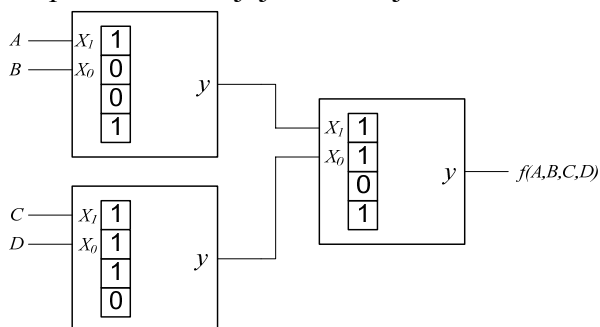 A X₁ 1
B X₀ 0
0
1
y
C X₁ 1
D X₀ 1
1
0
y
X₁ 1
X₀ 1
0
1
y
f(A,B,C,D)